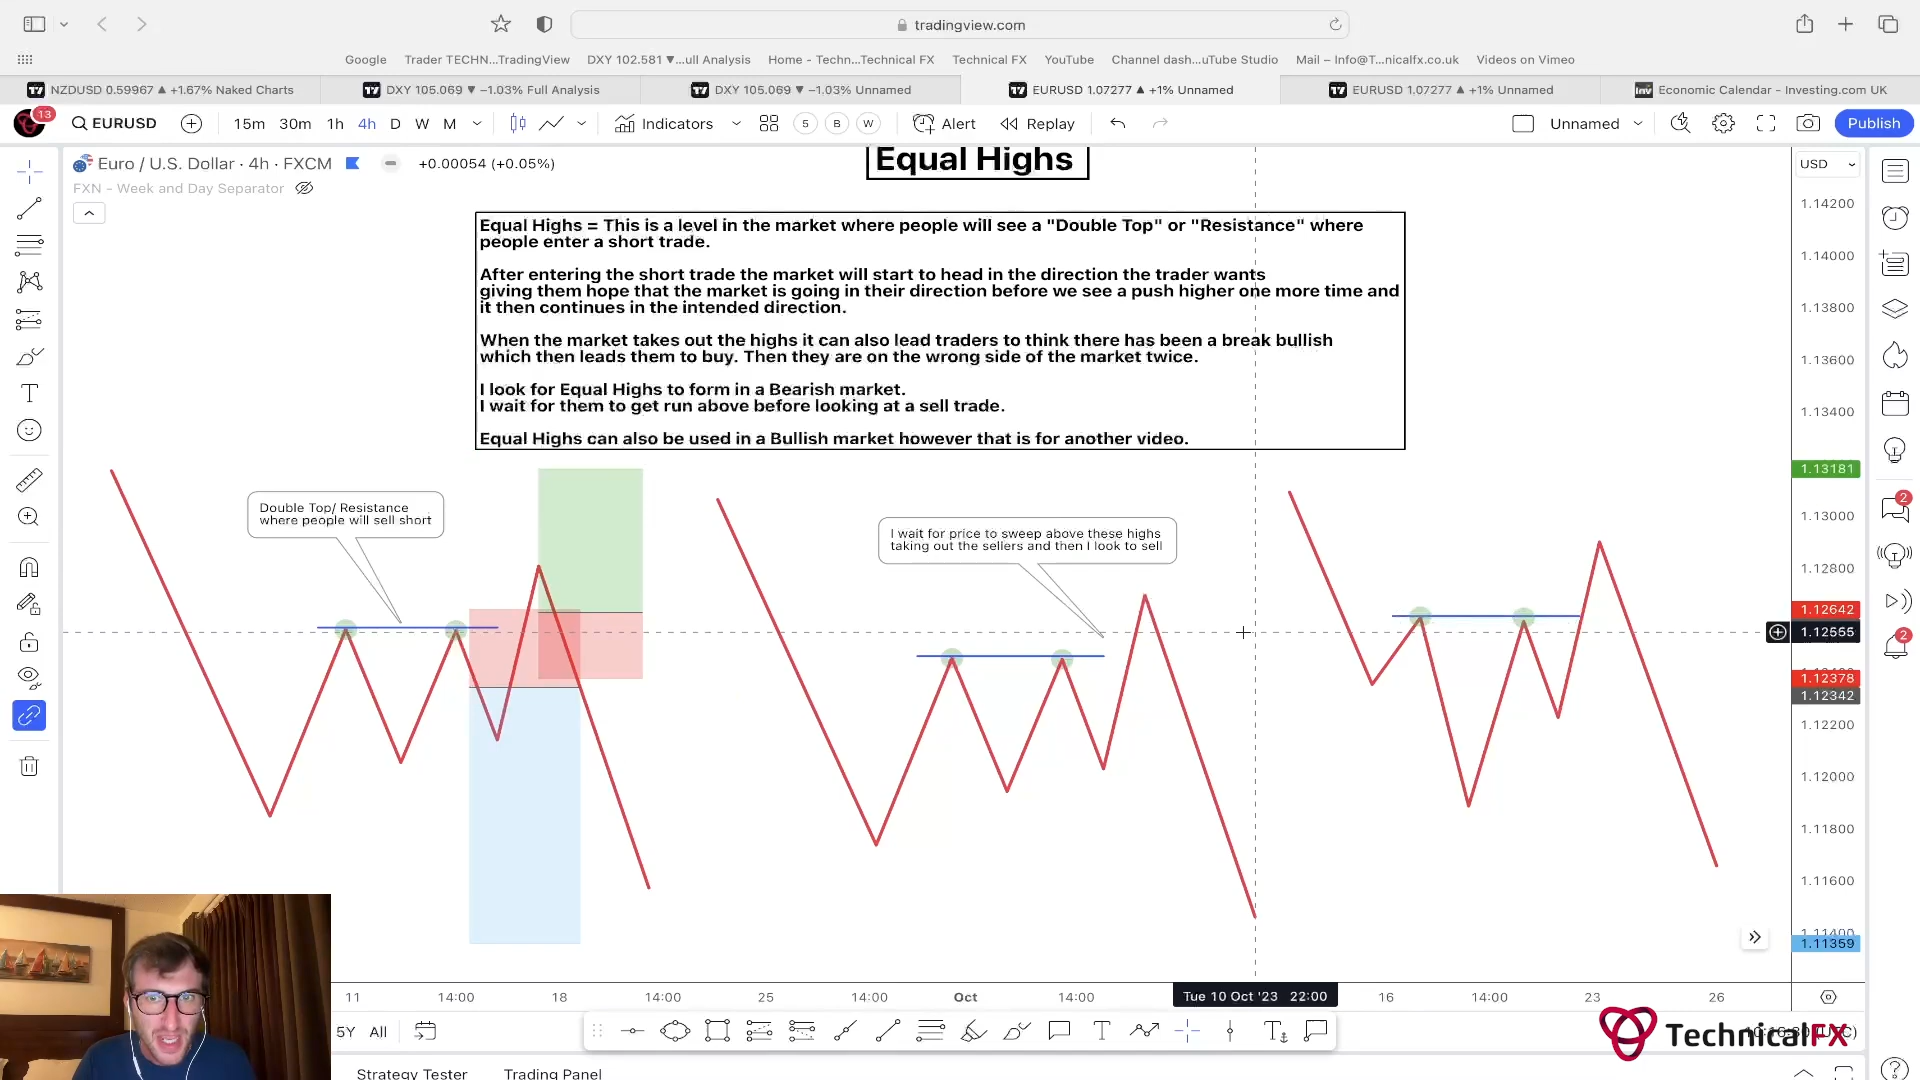 tradingview.com
Google
Trader TECHN...TradingView
DXY 102.581 ▼...ull Analysis
Home - Techn...Technical FX
Technical FX
YouTube
Channel dash...uTube Studio
Mail – Info@T...nicalfx.co.uk
Videos on Vimeo
NZDUSD 0.59967 ▲ +1.67% Naked Charts
DXY 105.069 ▼ −1.03% Full Analysis
DXY 105.069 ▼ −1.03% Unnamed
EURUSD 1.07277 ▲ +1% Unnamed
EURUSD 1.07277 ▲ +1% Unnamed
Inv
Economic Calendar - Investing.com UK
13
EURUSD
15m
30m
1h
4h
D
W
M
Indicators
5
B
W
Alert
Replay
Unnamed
Publish
Euro / U.S. Dollar · 4h · FXCM
+0.00054 (+0.05%)
FXN - Week and Day Separator
Equal Highs
Equal Highs = This is a level in the market where people will see a "Double Top" or "Resistance" where
people enter a short trade.
After entering the short trade the market will start to head in the direction the trader wants
giving them hope that the market is going in their direction before we see a push higher one more time and
it then continues in the intended direction.
When the market takes out the highs it can also lead traders to think there has been a break bullish
which then leads them to buy. Then they are on the wrong side of the market twice.
I look for Equal Highs to form in a Bearish market.
I wait for them to get run above before looking at a sell trade.
Equal Highs can also be used in a Bullish market however that is for another video.
Double Top/ Resistance
where people will sell short
I wait for price to sweep above these highs
taking out the sellers and then I look to sell
USD
1.14200
1.14000
1.13800
1.13600
1.13400
1.13181
1.13000
1.12800
1.12642
1.12555
1.12378
1.12342
1.12200
1.12000
1.11800
1.11600
1.11359
2
2
11
14:00
18
14:00
25
14:00
Oct
14:00
Tue 10 Oct '23 22:00
16
14:00
23
26
5Y
All
TechnicalFX
Strategy Tester
Trading Panel